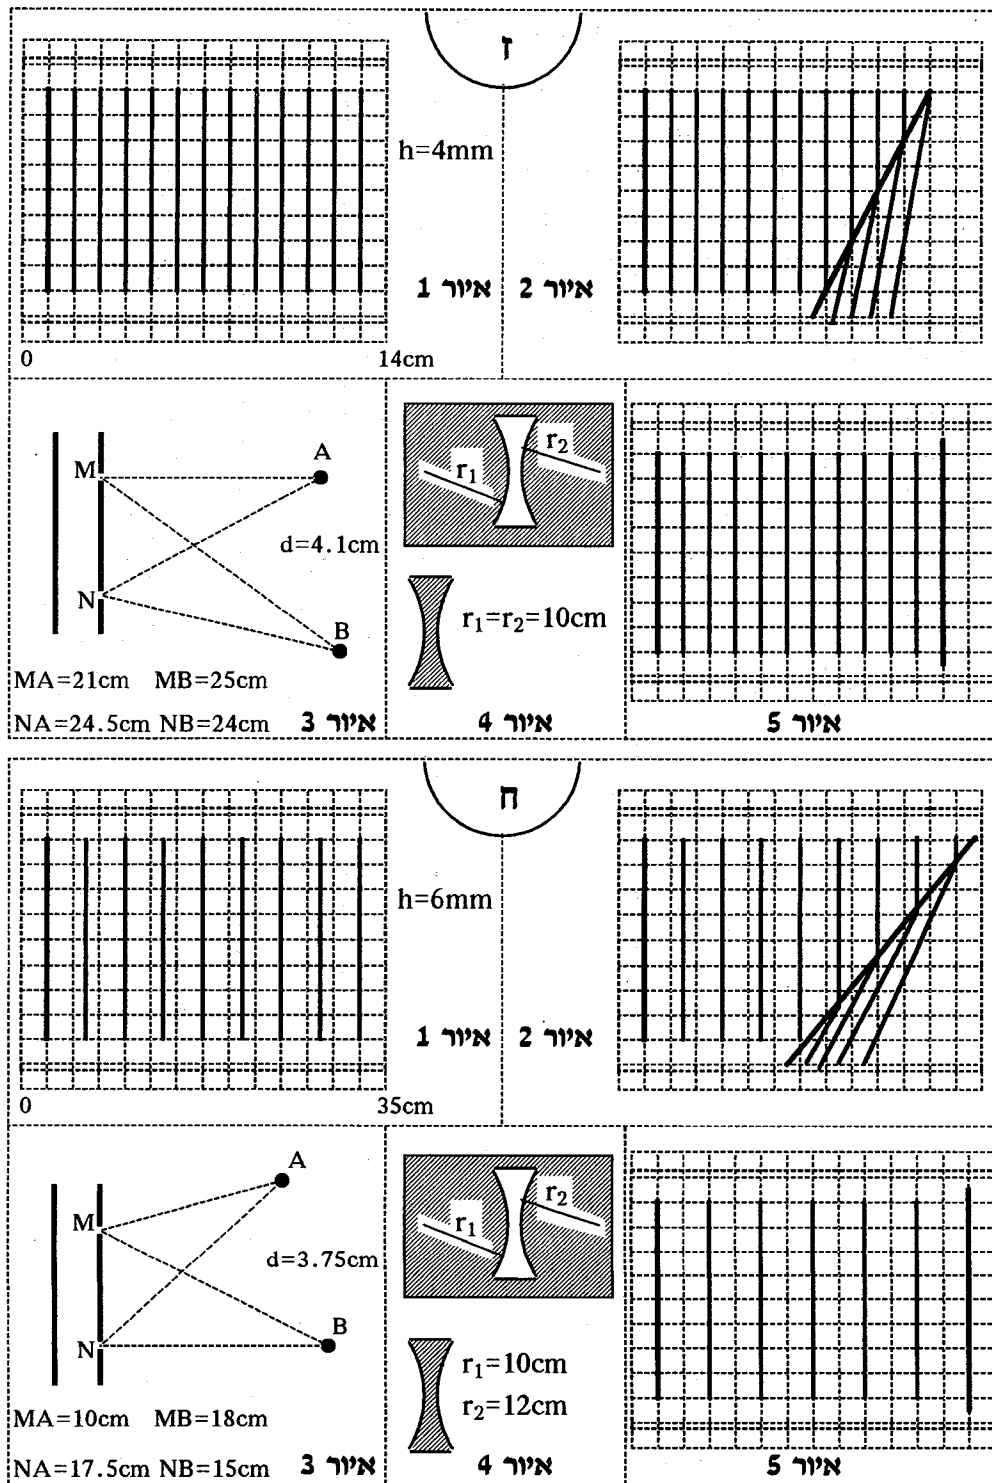 ז
h=4mm
איור 1
איור 2
0
14cm
M
A
d=4.1cm
N
B
MA=21cm MB=25cm
NA=24.5cm NB=24cm
איור 3
r₁
r₂
r₁=r₂=10cm
איור 4
איור 5
ח
h=6mm
איור 1
איור 2
0
35cm
A
M
d=3.75cm
N
B
MA=10cm MB=18cm
NA=17.5cm NB=15cm
איור 3
r₁
r₂
r₁=10cm
r₂=12cm
איור 4
איור 5